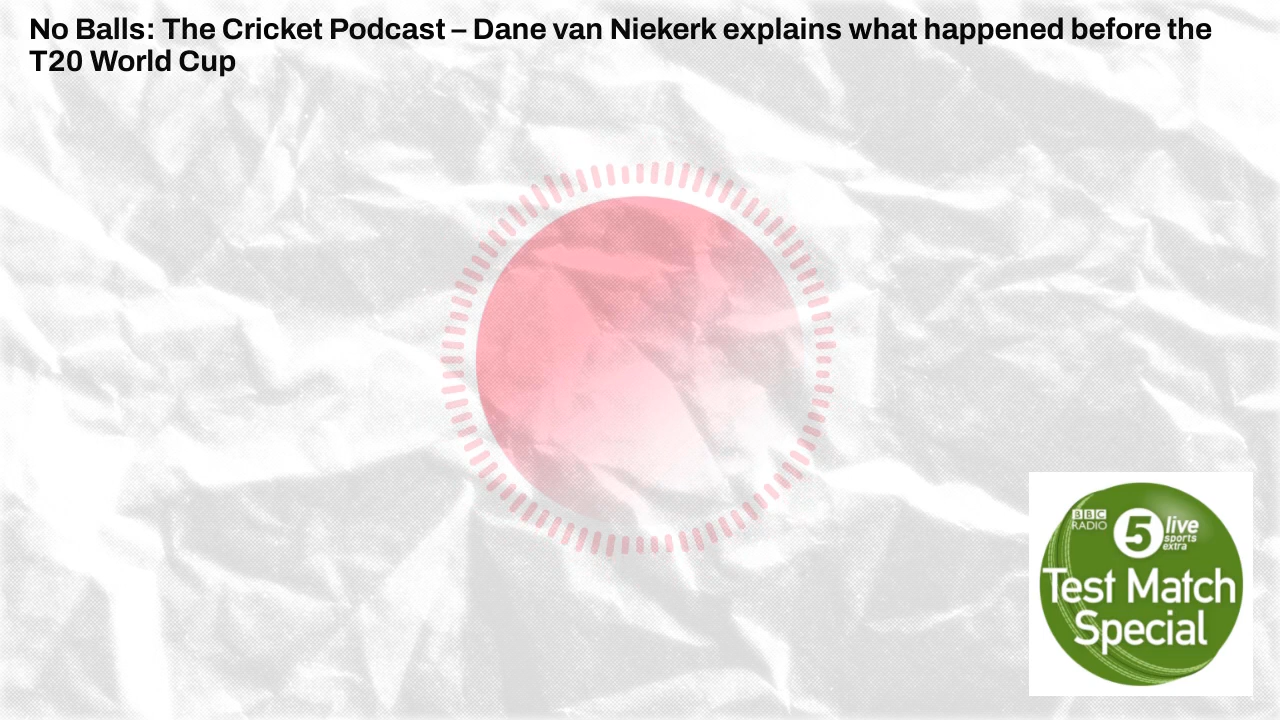 No Balls: The Cricket Podcast – Dane van Niekerk explains what happened before the
T20 World Cup
BBC
RADIO
5 live
sports
extra
Test Match
Special